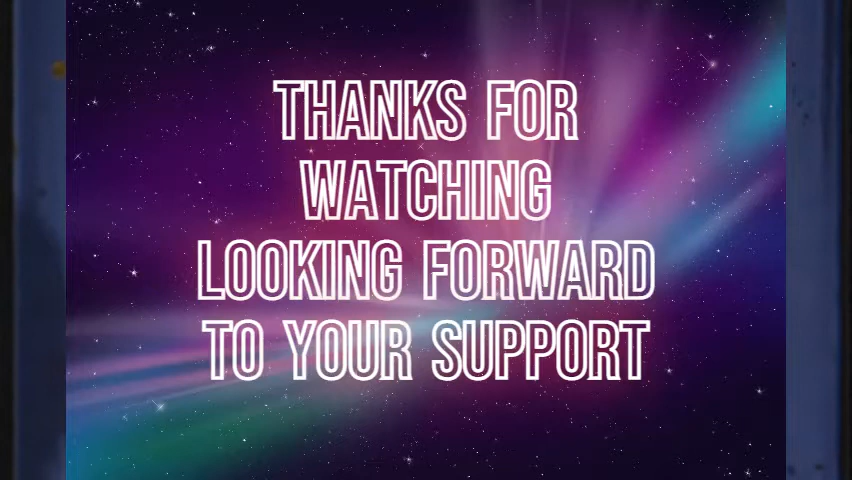 THANKS FOR
WATCHING
LOOKING FORWARD
TO YOUR SUPPORT